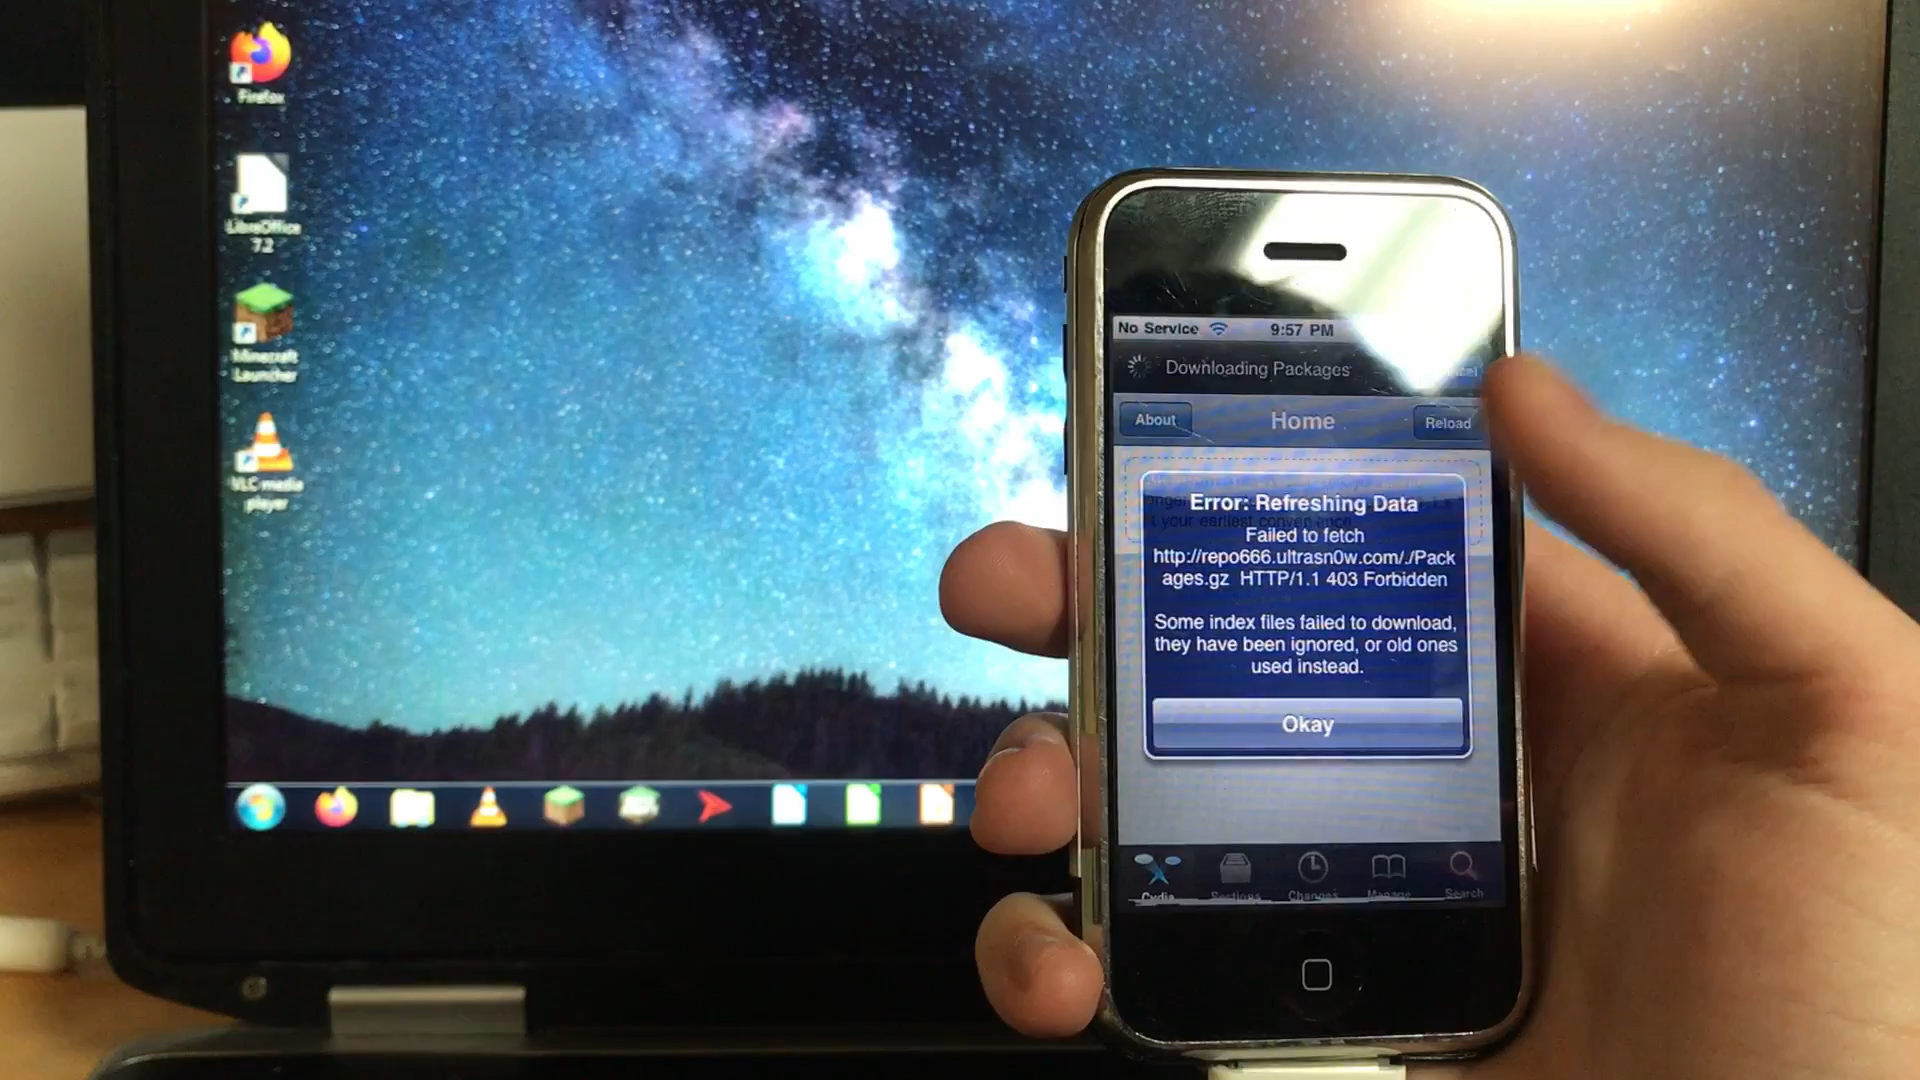 Firefox
LibreOffice
7.2
Minecraft
Launcher
VLC media
player
No Service
9:57 PM
Downloading Packages
About
Home
Reload
Error: Refreshing Data
Failed to fetch
http://repo666.ultrasn0w.com/./Pack
ages.gz HTTP/1.1 403 Forbidden
Some index files failed to download,
they have been ignored, or old ones
used instead.
Okay
Cydia
Sections
Changes
Manage
Search